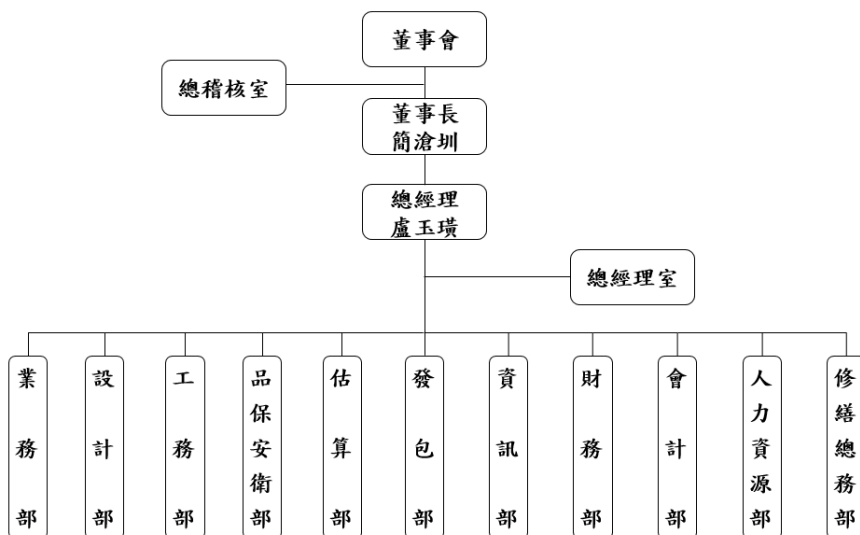 董事會
總稽核室
董事長
簡滄圳
總經理
盧玉璜
總經理室
業務部
設計部
工務部
品保安衛部
估算部
發包部
資訊部
財務部
會計部
人力資源部
修繕總務部